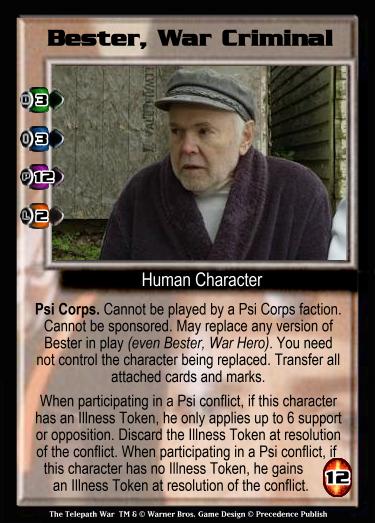 Bester, War Criminal
D 3
I 3
P 12
L 2
Human Character
Psi Corps. Cannot be played by a Psi Corps faction.
Cannot be sponsored. May replace any version of
Bester in play (even Bester, War Hero). You need
not control the character being replaced. Transfer all
attached cards and marks.
When participating in a Psi conflict, if this character
has an Illness Token, he only applies up to 6 support
or opposition. Discard the Illness Token at resolution
of the conflict. When participating in a Psi conflict, if
this character has no Illness Token, he gains
an Illness Token at resolution of the conflict.
12
The Telepath War TM & © Warner Bros. Game Design © Precedence Publish